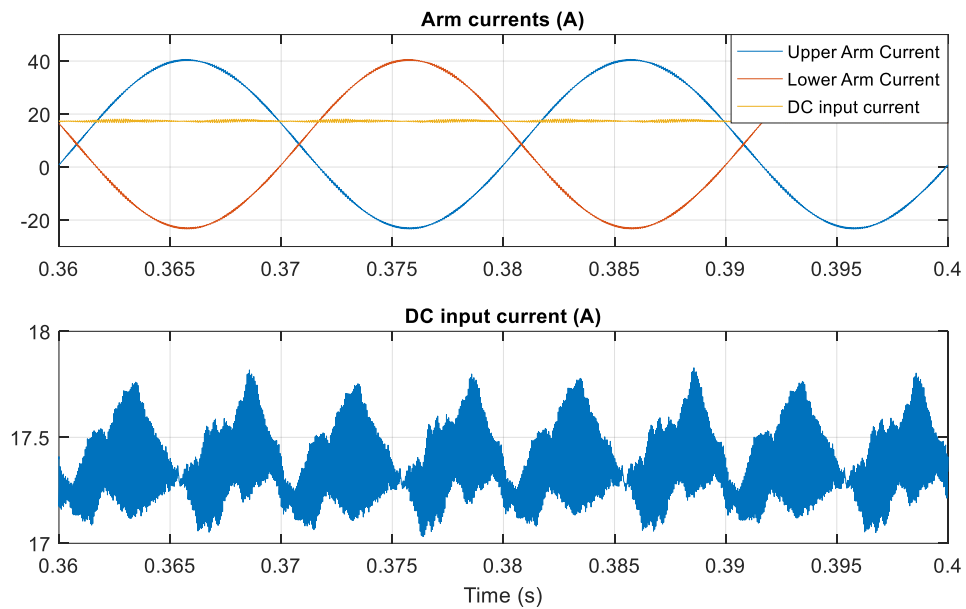 Arm currents (A)
40
20
0
-20
Upper Arm Current
Lower Arm Current
DC input current
0.36 0.365 0.37 0.375 0.38 0.385 0.39 0.395 0.4
DC input current (A)
18
17.5
17
0.36 0.365 0.37 0.375 0.38 0.385 0.39 0.395 0.4
Time (s)